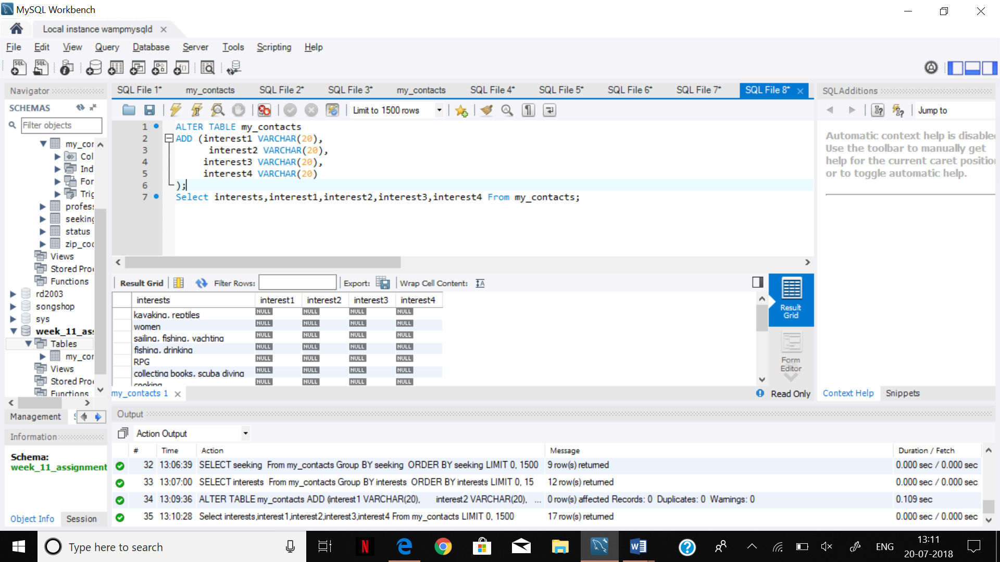 MySQL Workbench
Local instance wampmysqld
File Edit View Query Database Server Tools Scripting Help
Navigator
SCHEMAS
Filter objects
my_con
Col
Ind
For
Trig
profes
seeking
status
zip_coc
Views
Stored Proc
Functions
rd2003
songshop
sys
week_11_as
Tables
my_con
Views
Stored Proc
Functions
Management
Information
Schema:
week_11_assignment
Object Info Session
SQL File 1* my_contacts SQL File 2* SQL File 3* my_contacts SQL File 4* SQL File 5* SQL File 6* SQL File 7* SQL File 8*
Limit to 1500 rows
1 ALTER TABLE my_contacts
2 ADD (interest1 VARCHAR(20),
3 interest2 VARCHAR(20),
4 interest3 VARCHAR(20),
5 interest4 VARCHAR(20)
6 );
7 Select interests,interest1,interest2,interest3,interest4 From my_contacts;
Result Grid Filter Rows: Export: Wrap Cell Content:
interests interest1 interest2 interest3 interest4
kayaking, reptiles NULL NULL NULL NULL
women NULL NULL NULL NULL
sailing, fishing, yachting NULL NULL NULL NULL
fishing, drinking NULL NULL NULL NULL
RPG NULL NULL NULL NULL
collecting books, scuba diving NULL NULL NULL NULL
cooking NULL NULL NULL NULL
Result
Grid
Form
Editor
my_contacts 1
Read Only
SQLAdditions
Jump to
Automatic context help is disable
Use the toolbar to manually get
help for the current caret positio
or to toggle automatic help.
Context Help Snippets
Output
Action Output
# Time Action Message Duration / Fetch
32 13:06:39 SELECT seeking From my_contacts Group BY seeking ORDER BY seeking LIMIT 0, 1500 9 row(s) returned 0.000 sec / 0.000 sec
33 13:07:00 SELECT interests From my_contacts Group BY interests ORDER BY interests LIMIT 0, 15 12 row(s) returned 0.000 sec / 0.000 sec
34 13:09:36 ALTER TABLE my_contacts ADD (interest1 VARCHAR(20), interest2 VARCHAR(20), ... 0 row(s) affected Records: 0 Duplicates: 0 Warnings: 0 0.109 sec
35 13:10:28 Select interests,interest1,interest2,interest3,interest4 From my_contacts LIMIT 0, 1500 17 row(s) returned 0.000 sec / 0.000 sec
Type here to search
ENG
13:11
20-07-2018